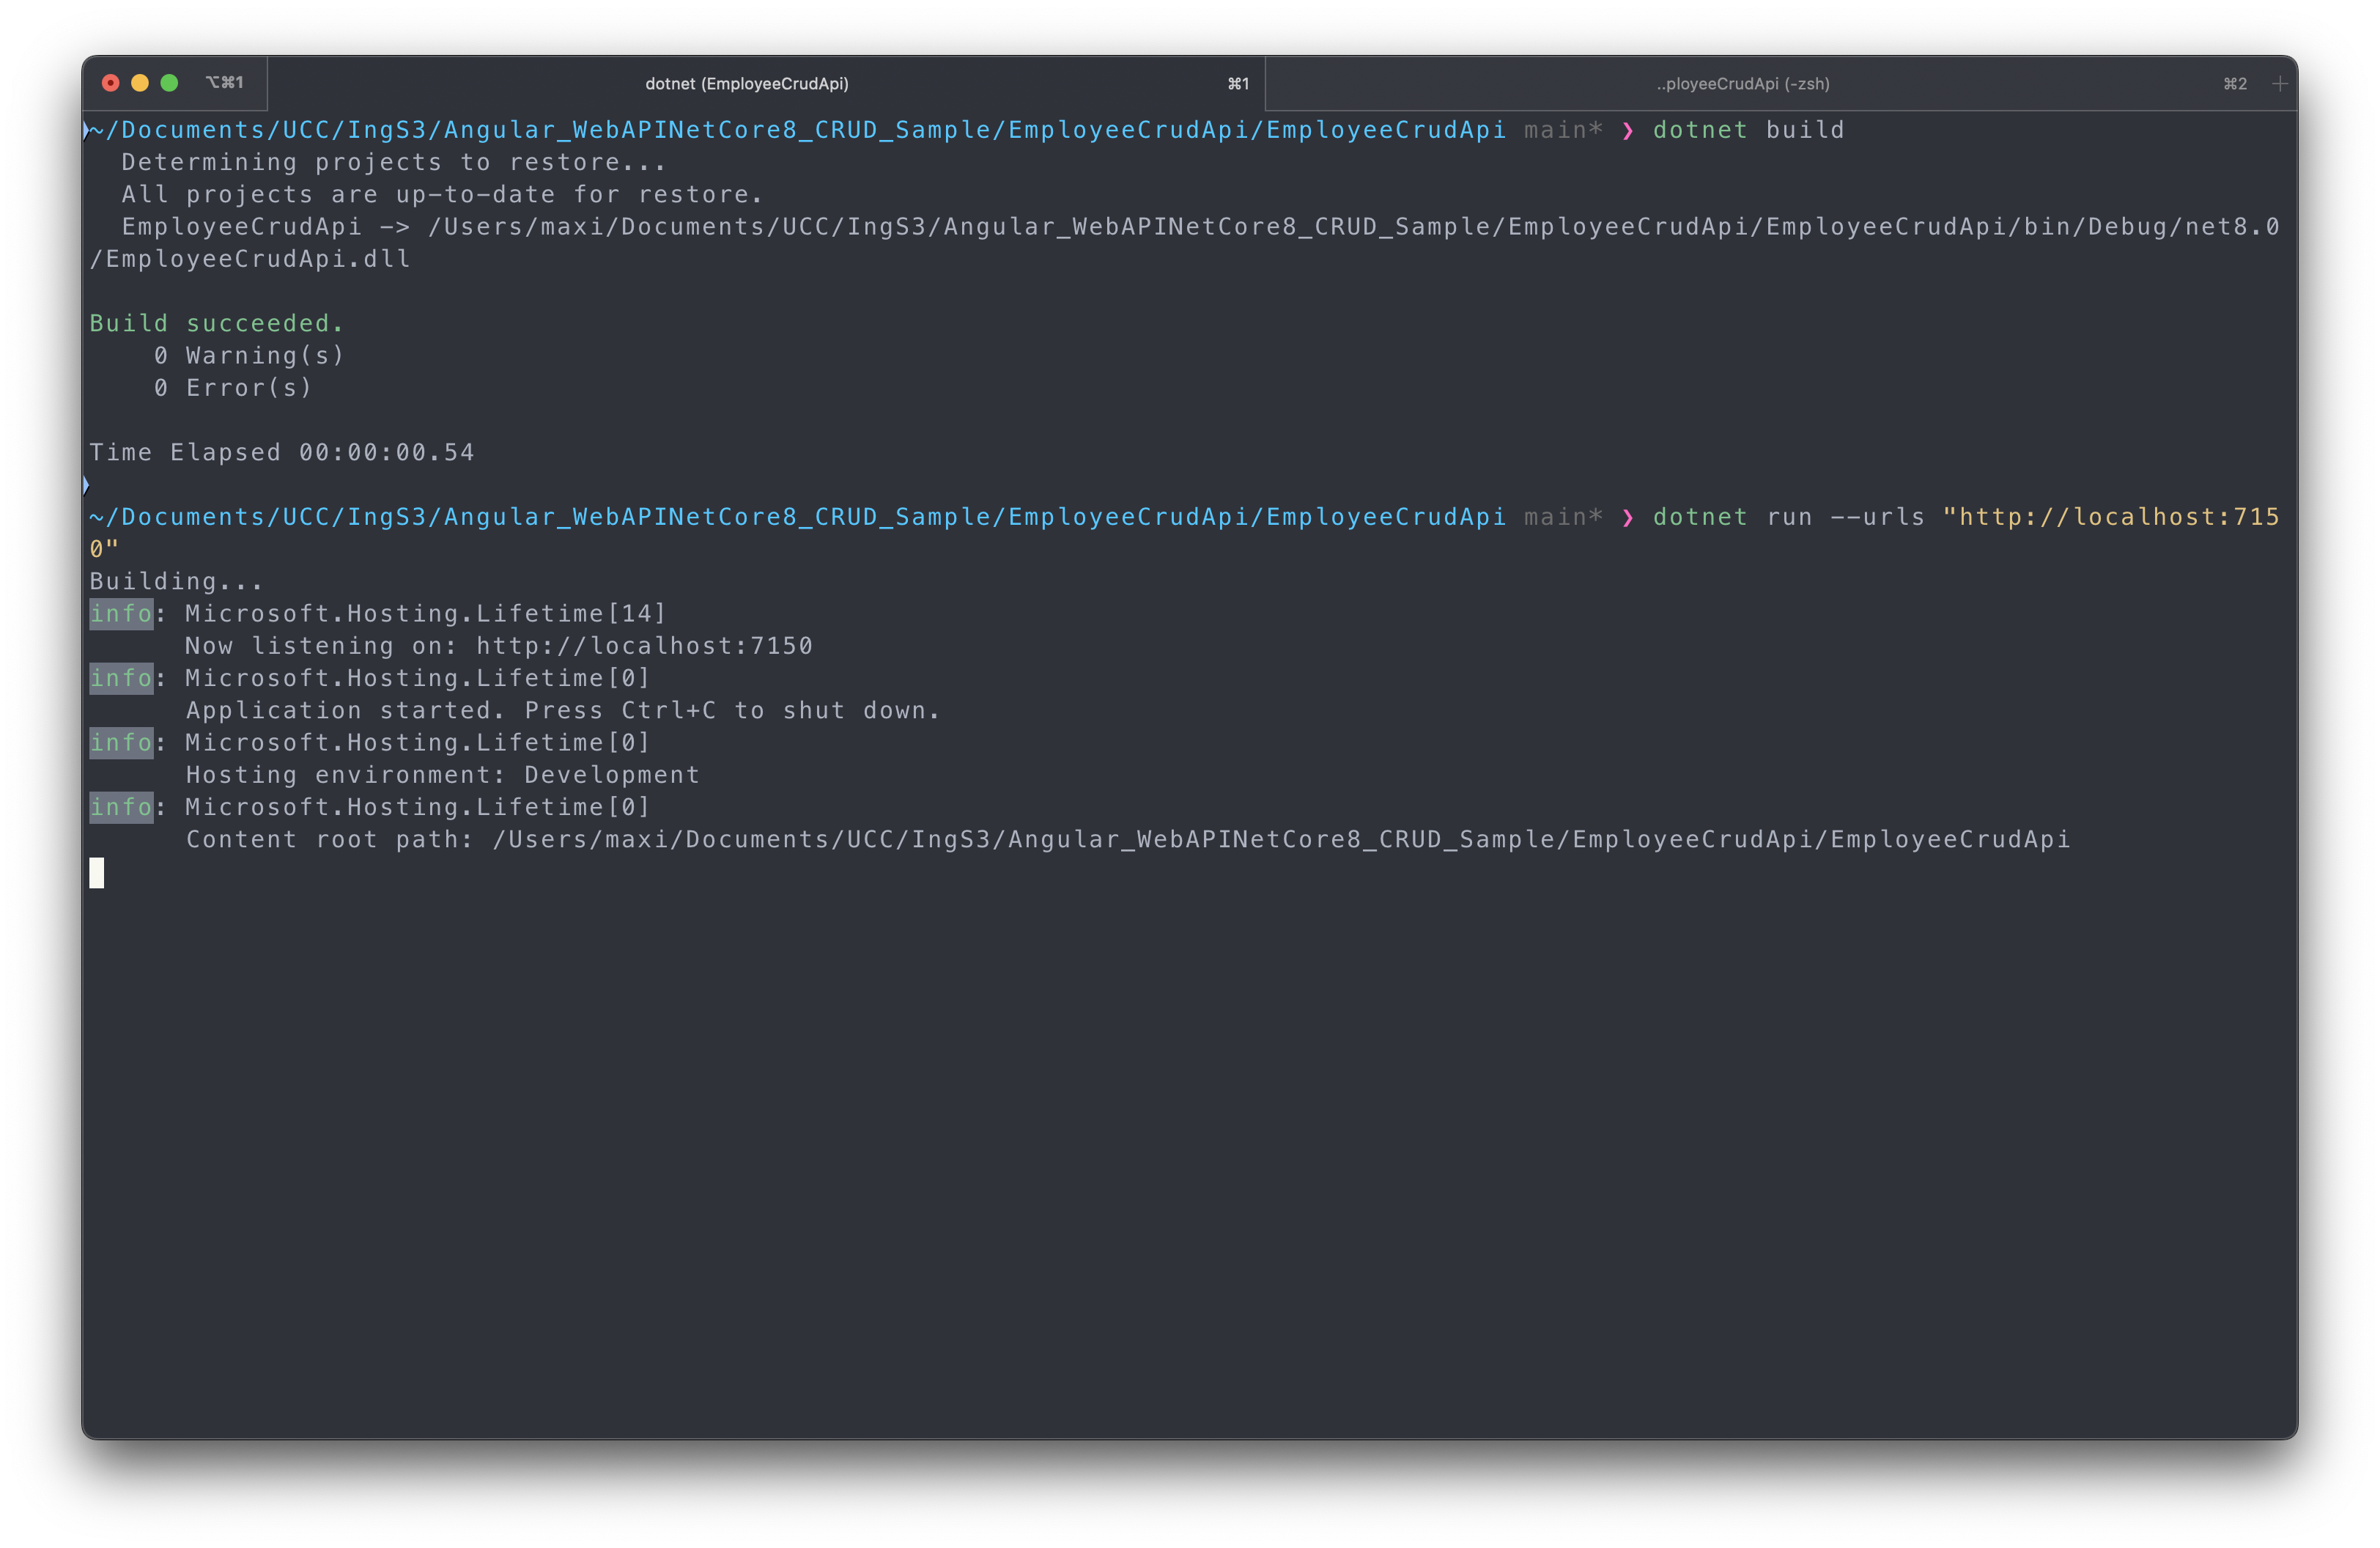 ⌥⌘1 dotnet (EmployeeCrudApi) ⌘1 ..ployeeCrudApi (-zsh) ⌘2 +
~/Documents/UCC/IngS3/Angular_WebAPINetCore8_CRUD_Sample/EmployeeCrudApi/EmployeeCrudApi main* ❯ dotnet build
Determining projects to restore...
All projects are up-to-date for restore.
EmployeeCrudApi -> /Users/maxi/Documents/UCC/IngS3/Angular_WebAPINetCore8_CRUD_Sample/EmployeeCrudApi/EmployeeCrudApi/bin/Debug/net8.0
/EmployeeCrudApi.dll
Build succeeded.
0 Warning(s)
0 Error(s)
Time Elapsed 00:00:00.54
~/Documents/UCC/IngS3/Angular_WebAPINetCore8_CRUD_Sample/EmployeeCrudApi/EmployeeCrudApi main* ❯ dotnet run --urls "http://localhost:715
0"
Building...
info: Microsoft.Hosting.Lifetime[14]
Now listening on: http://localhost:7150
info: Microsoft.Hosting.Lifetime[0]
Application started. Press Ctrl+C to shut down.
info: Microsoft.Hosting.Lifetime[0]
Hosting environment: Development
info: Microsoft.Hosting.Lifetime[0]
Content root path: /Users/maxi/Documents/UCC/IngS3/Angular_WebAPINetCore8_CRUD_Sample/EmployeeCrudApi/EmployeeCrudApi